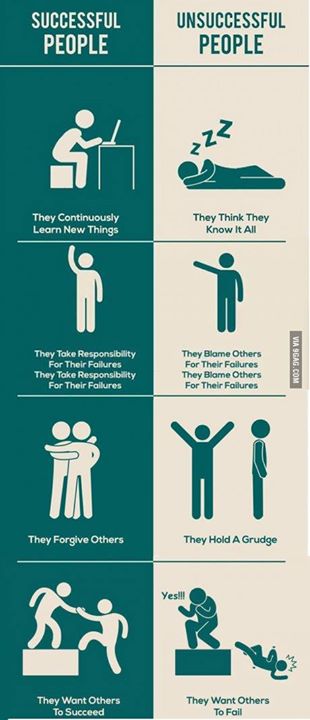 SUCCESSFUL
PEOPLE
UNSUCCESSFUL
PEOPLE
They Continuously
Learn New Things
zzz
They Think They
Know It All
They Take Responsibility
For Their Failures
They Take Responsibility
For Their Failures
They Blame Others
For Their Failures
They Blame Others
For Their Failures
VIA 9GAG.COM
They Forgive Others
They Hold A Grudge
They Want Others
To Succeed
Yes!!!
They Want Others
To Fail